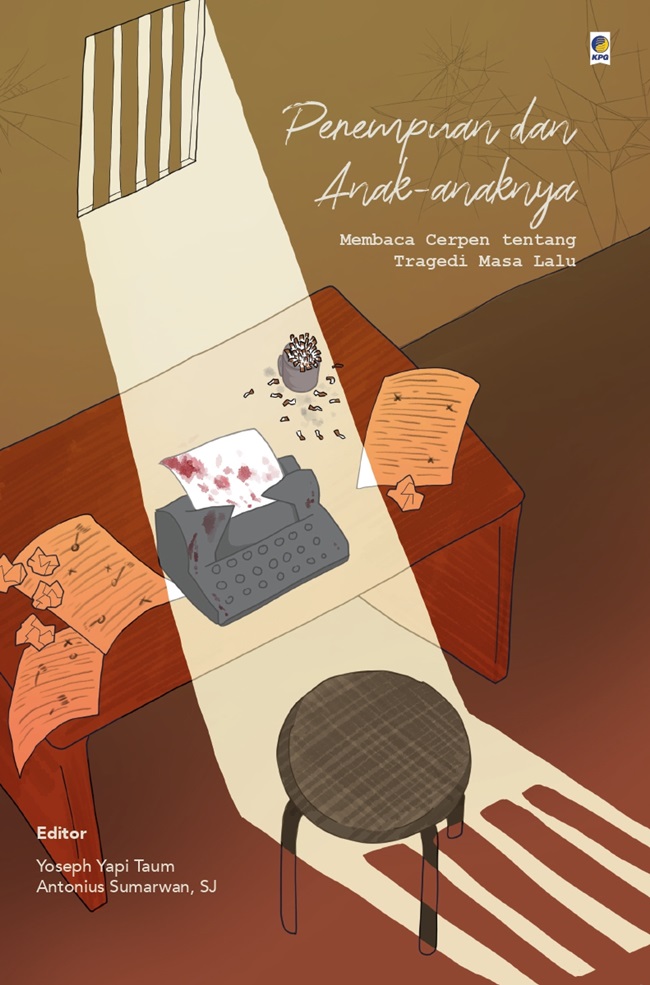 KPG
Perempuan dan
Anak-anaknya
Membaca Cerpen tentang
Tragedi Masa Lalu
Editor
Yoseph Yapi Taum
Antonius Sumarwan, SJ